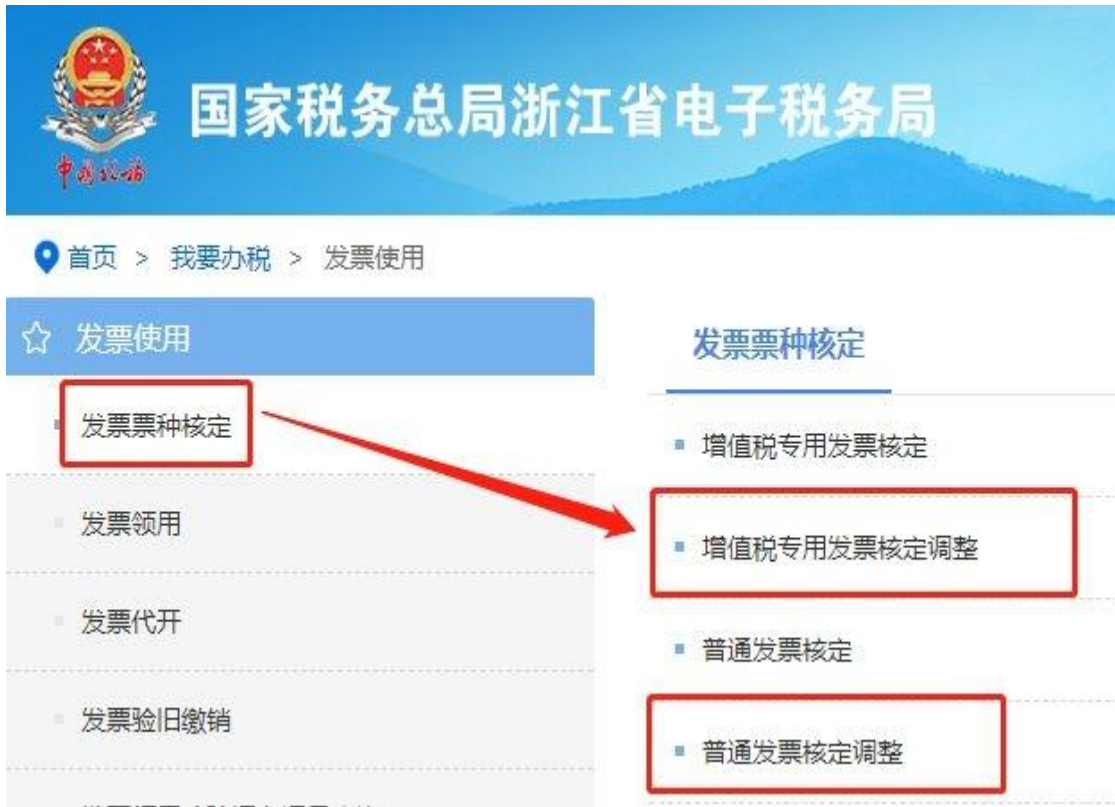 国家税务总局浙江省电子税务局
中国税务
首页 > 我要办税 > 发票使用
发票使用
发票票种核定
发票领用
发票代开
发票验旧缴销
发票票种核定
增值税专用发票核定
增值税专用发票核定调整
普通发票核定
普通发票核定调整